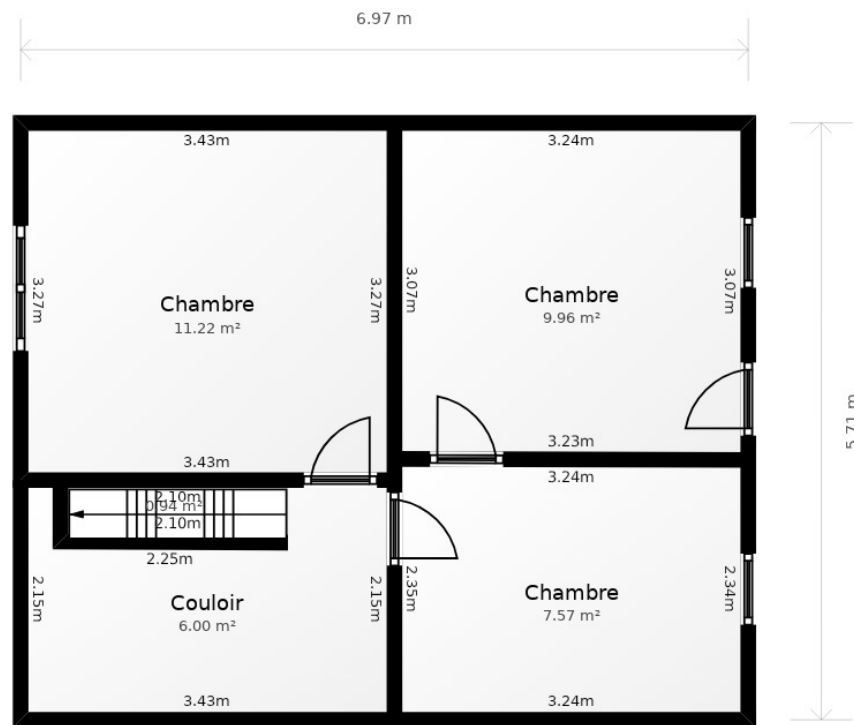 6.97 m
3.43m
3.24m
3.27m
3.27m
3.07m
3.07m
Chambre
11.22 m²
Chambre
9.96 m²
5.71 m
3.43m
3.23m
3.24m
2.10m
0.94 m²
2.10m
2.25m
2.15m
2.15m
2.35m
2.34m
Couloir
6.00 m²
Chambre
7.57 m²
3.43m
3.24m